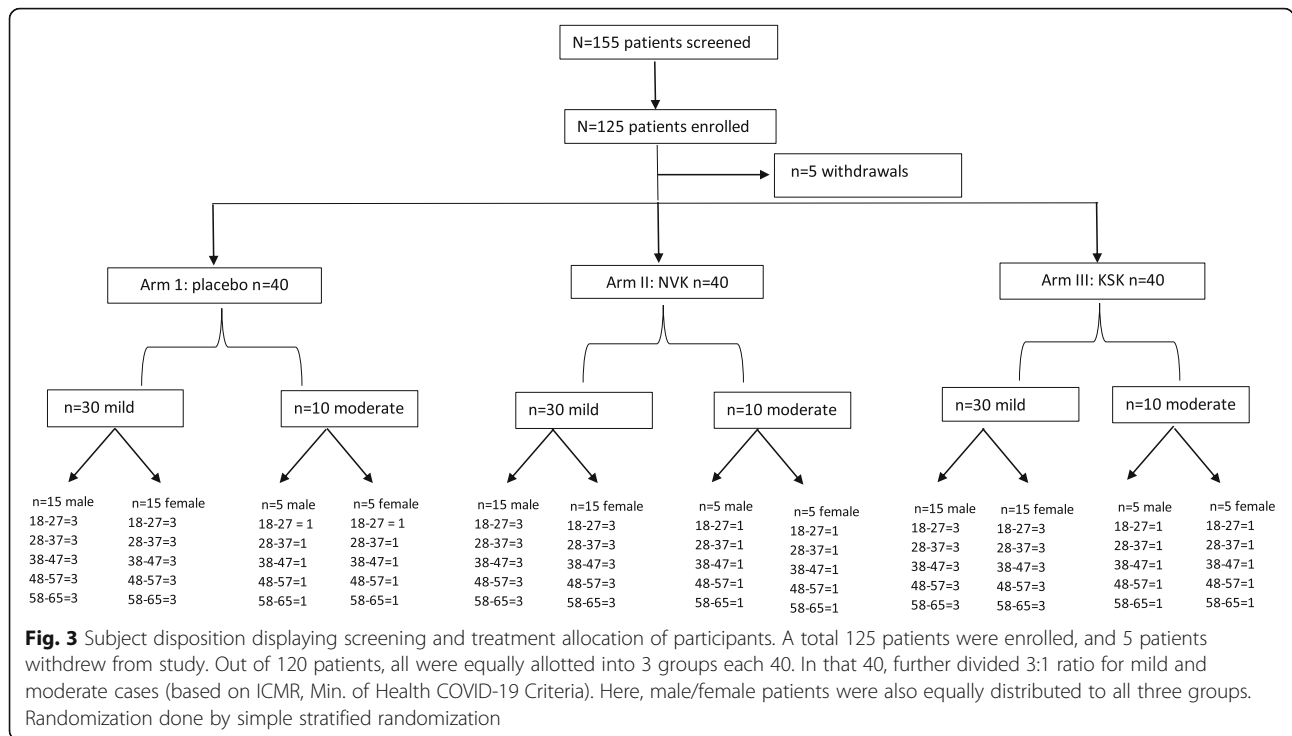 N=155 patients screened
N=125 patients enrolled
n=5 withdrawals
Arm 1: placebo n=40
Arm II: NVK n=40
Arm III: KSK n=40
n=30 mild
n=10 moderate
n=30 mild
n=10 moderate
n=30 mild
n=10 moderate
n=15 male
18-27=3
28-37=3
38-47=3
48-57=3
58-65=3
n=15 female
18-27=3
28-37=3
38-47=3
48-57=3
58-65=3
n=5 male
18-27 = 1
28-37=1
38-47=1
48-57=1
58-65=1
n=5 female
18-27 = 1
28-37=1
38-47=1
48-57=1
58-65=1
n=15 male
18-27=3
28-37=3
38-47=3
48-57=3
58-65=3
n=15 female
18-27=3
28-37=3
38-47=3
48-57=3
58-65=3
n=5 male
18-27=1
28-37=1
38-47=1
48-57=1
58-65=1
n=5 female
18-27=1
28-37=1
38-47=1
48-57=1
58-65=1
n=15 male
18-27=3
28-37=3
38-47=3
48-57=3
58-65=3
n=15 female
18-27=3
28-37=3
38-47=3
48-57=3
58-65=3
n=5 male
18-27=1
28-37=1
38-47=1
48-57=1
58-65=1
n=5 female
18-27=1
28-37=1
38-47=1
48-57=1
58-65=1
Fig. 3 Subject disposition displaying screening and treatment allocation of participants. A total 125 patients were enrolled, and 5 patients
withdrew from study. Out of 120 patients, all were equally allotted into 3 groups each 40. In that 40, further divided 3:1 ratio for mild and
moderate cases (based on ICMR, Min. of Health COVID-19 Criteria). Here, male/female patients were also equally distributed to all three groups.
Randomization done by simple stratified randomization